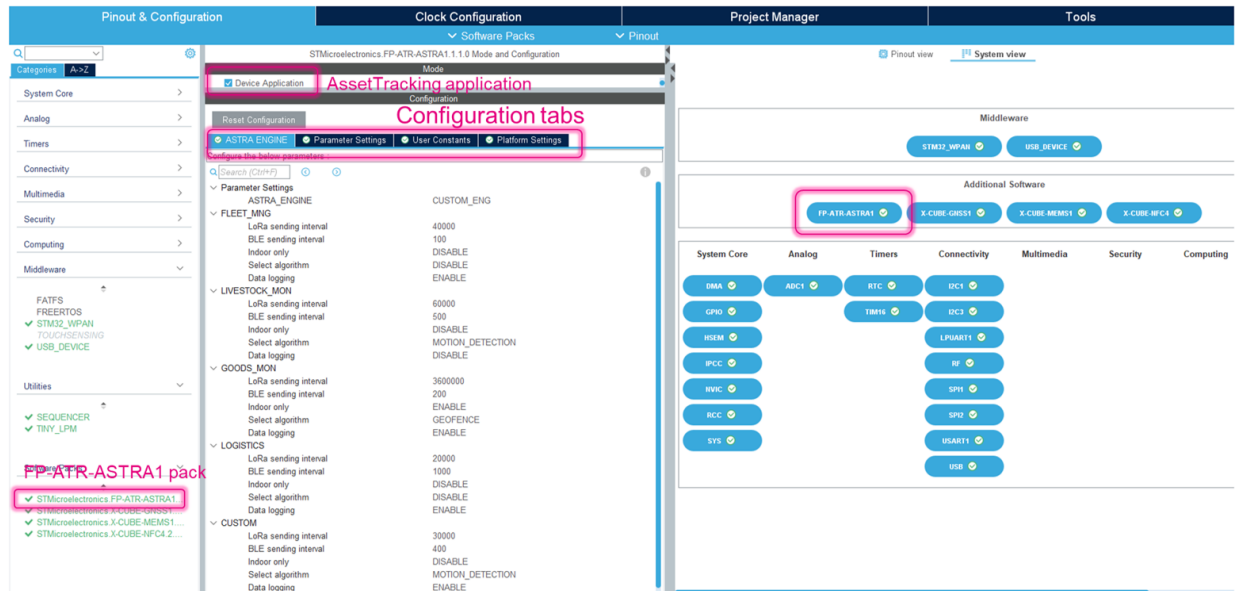 Pinout & Configuration
Clock Configuration
Project Manager
Tools
Software Packs
Pinout
STMicroelectronics.FP-ATR-ASTRA1.1.1.0 Mode and Configuration
Pinout view
System view
Categories
A->Z
System Core
Analog
Timers
Connectivity
Multimedia
Security
Computing
Middleware
FATFS
FREERTOS
STM32_WPAN
TOUCHSENSING
USB_DEVICE
Utilities
SEQUENCER
TINY_LPM
Software Packs
FP-ATR-ASTRA1 pack
STMicroelectronics.FP-ATR-ASTRA1...
STMicroelectronics.X-CUBE-GNSS1...
STMicroelectronics.X-CUBE-MEMS1...
STMicroelectronics.X-CUBE-NFC4.2...
Mode
Device Application
AssetTracking application
Configuration
Reset Configuration
Configuration tabs
ASTRA ENGINE
Parameter Settings
User Constants
Platform Settings
Configure the below parameters :
Search (Ctrl+F)
Parameter Settings
ASTRA_ENGINE CUSTOM_ENG
FLEET_MNG
LoRa sending interval 40000
BLE sending interval 100
Indoor only DISABLE
Select algorithm DISABLE
Data logging ENABLE
LIVESTOCK_MON
LoRa sending interval 60000
BLE sending interval 500
Indoor only DISABLE
Select algorithm MOTION_DETECTION
Data logging DISABLE
GOODS_MON
LoRa sending interval 3600000
BLE sending interval 200
Indoor only ENABLE
Select algorithm GEOFENCE
Data logging ENABLE
LOGISTICS
LoRa sending interval 20000
BLE sending interval 1000
Indoor only DISABLE
Select algorithm DISABLE
Data logging ENABLE
CUSTOM
LoRa sending interval 30000
BLE sending interval 400
Indoor only DISABLE
Select algorithm MOTION_DETECTION
Data logging ENABLE
Middleware
STM32_WPAN
USB_DEVICE
Additional Software
FP-ATR-ASTRA1
X-CUBE-GNSS1
X-CUBE-MEMS1
X-CUBE-NFC4
System Core
Analog
Timers
Connectivity
Multimedia
Security
Computing
DMA
ADC1
RTC
I2C1
GPIO
TIM16
I2C3
HSEM
LPUART1
IPCC
RF
NVIC
SPI1
RCC
SPI2
SYS
USART1
USB